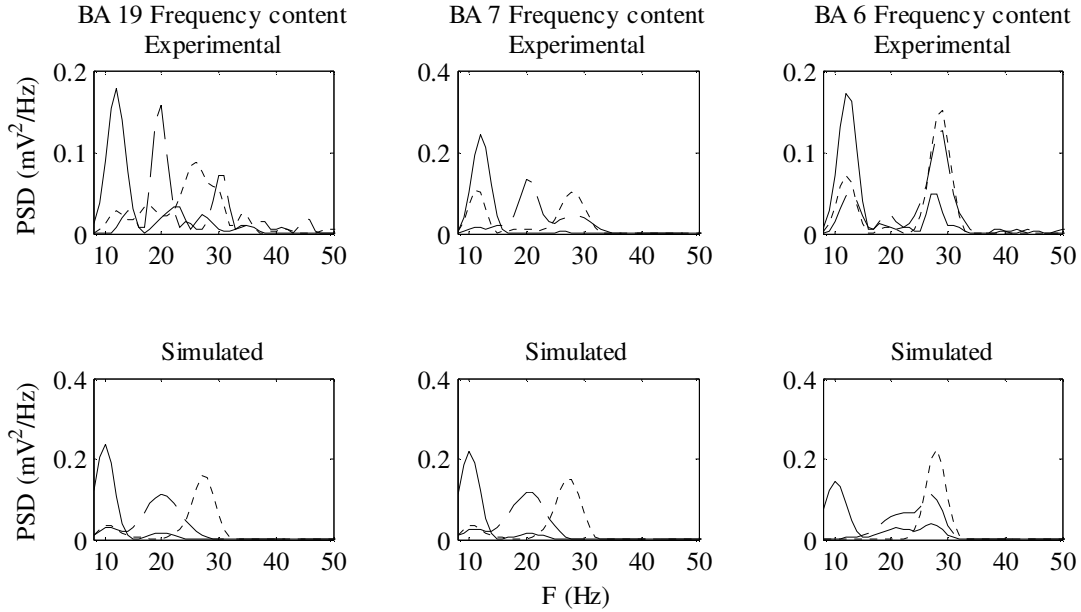 BA 19 Frequency content
Experimental
BA 7 Frequency content
Experimental
BA 6 Frequency content
Experimental
PSD (mV²/Hz)
0.2
0.1
0
10 20 30 40 50
0.4
0.2
0
10 20 30 40 50
0.2
0.1
0
10 20 30 40 50
Simulated
Simulated
Simulated
PSD (mV²/Hz)
0.4
0.2
0
10 20 30 40 50
0.4
0.2
0
10 20 30 40 50
0.4
0.2
0
10 20 30 40 50
F (Hz)